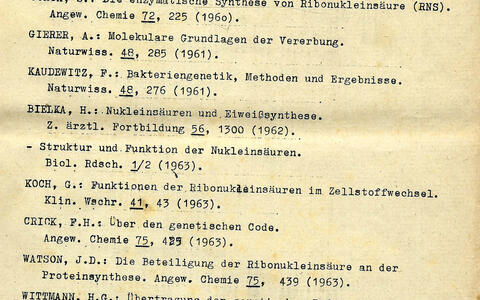 Die enzymatische Synthese von Ribonukleinsäure (RNS).
Angew. Chemie 72, 225 (1960).
GIERER, A.: Molekulare Grundlagen der Vererbung.
Naturwiss. 48, 285 (1961).
KAUDEWITZ, F.: Bakteriengenetik, Methoden und Ergebnisse.
Naturwiss. 48, 276 (1961).
BIELKA, H.: Nukleinsäuren und Eiweißsynthese.
Z. ärztl. Fortbildung 56, 1300 (1962).
- Struktur und Funktion der Nukleinsäuren.
Biol. Rdsch. 1/2 (1963).
KOCH, G.: Funktionen der Ribonukleinsäuren im Zellstoffwechsel.
Klin. Wschr. 41, 43 (1963).
CRICK, F.H.: Über den genetischen Code.
Angew. Chemie 75, 425 (1963).
WATSON, J.D.: Die Beteiligung der Ribonukleinsäure an der
Proteinsynthese. Angew. Chemie 75, 439 (1963).
WITTMANN, H.G.: Übertragung der genetischen